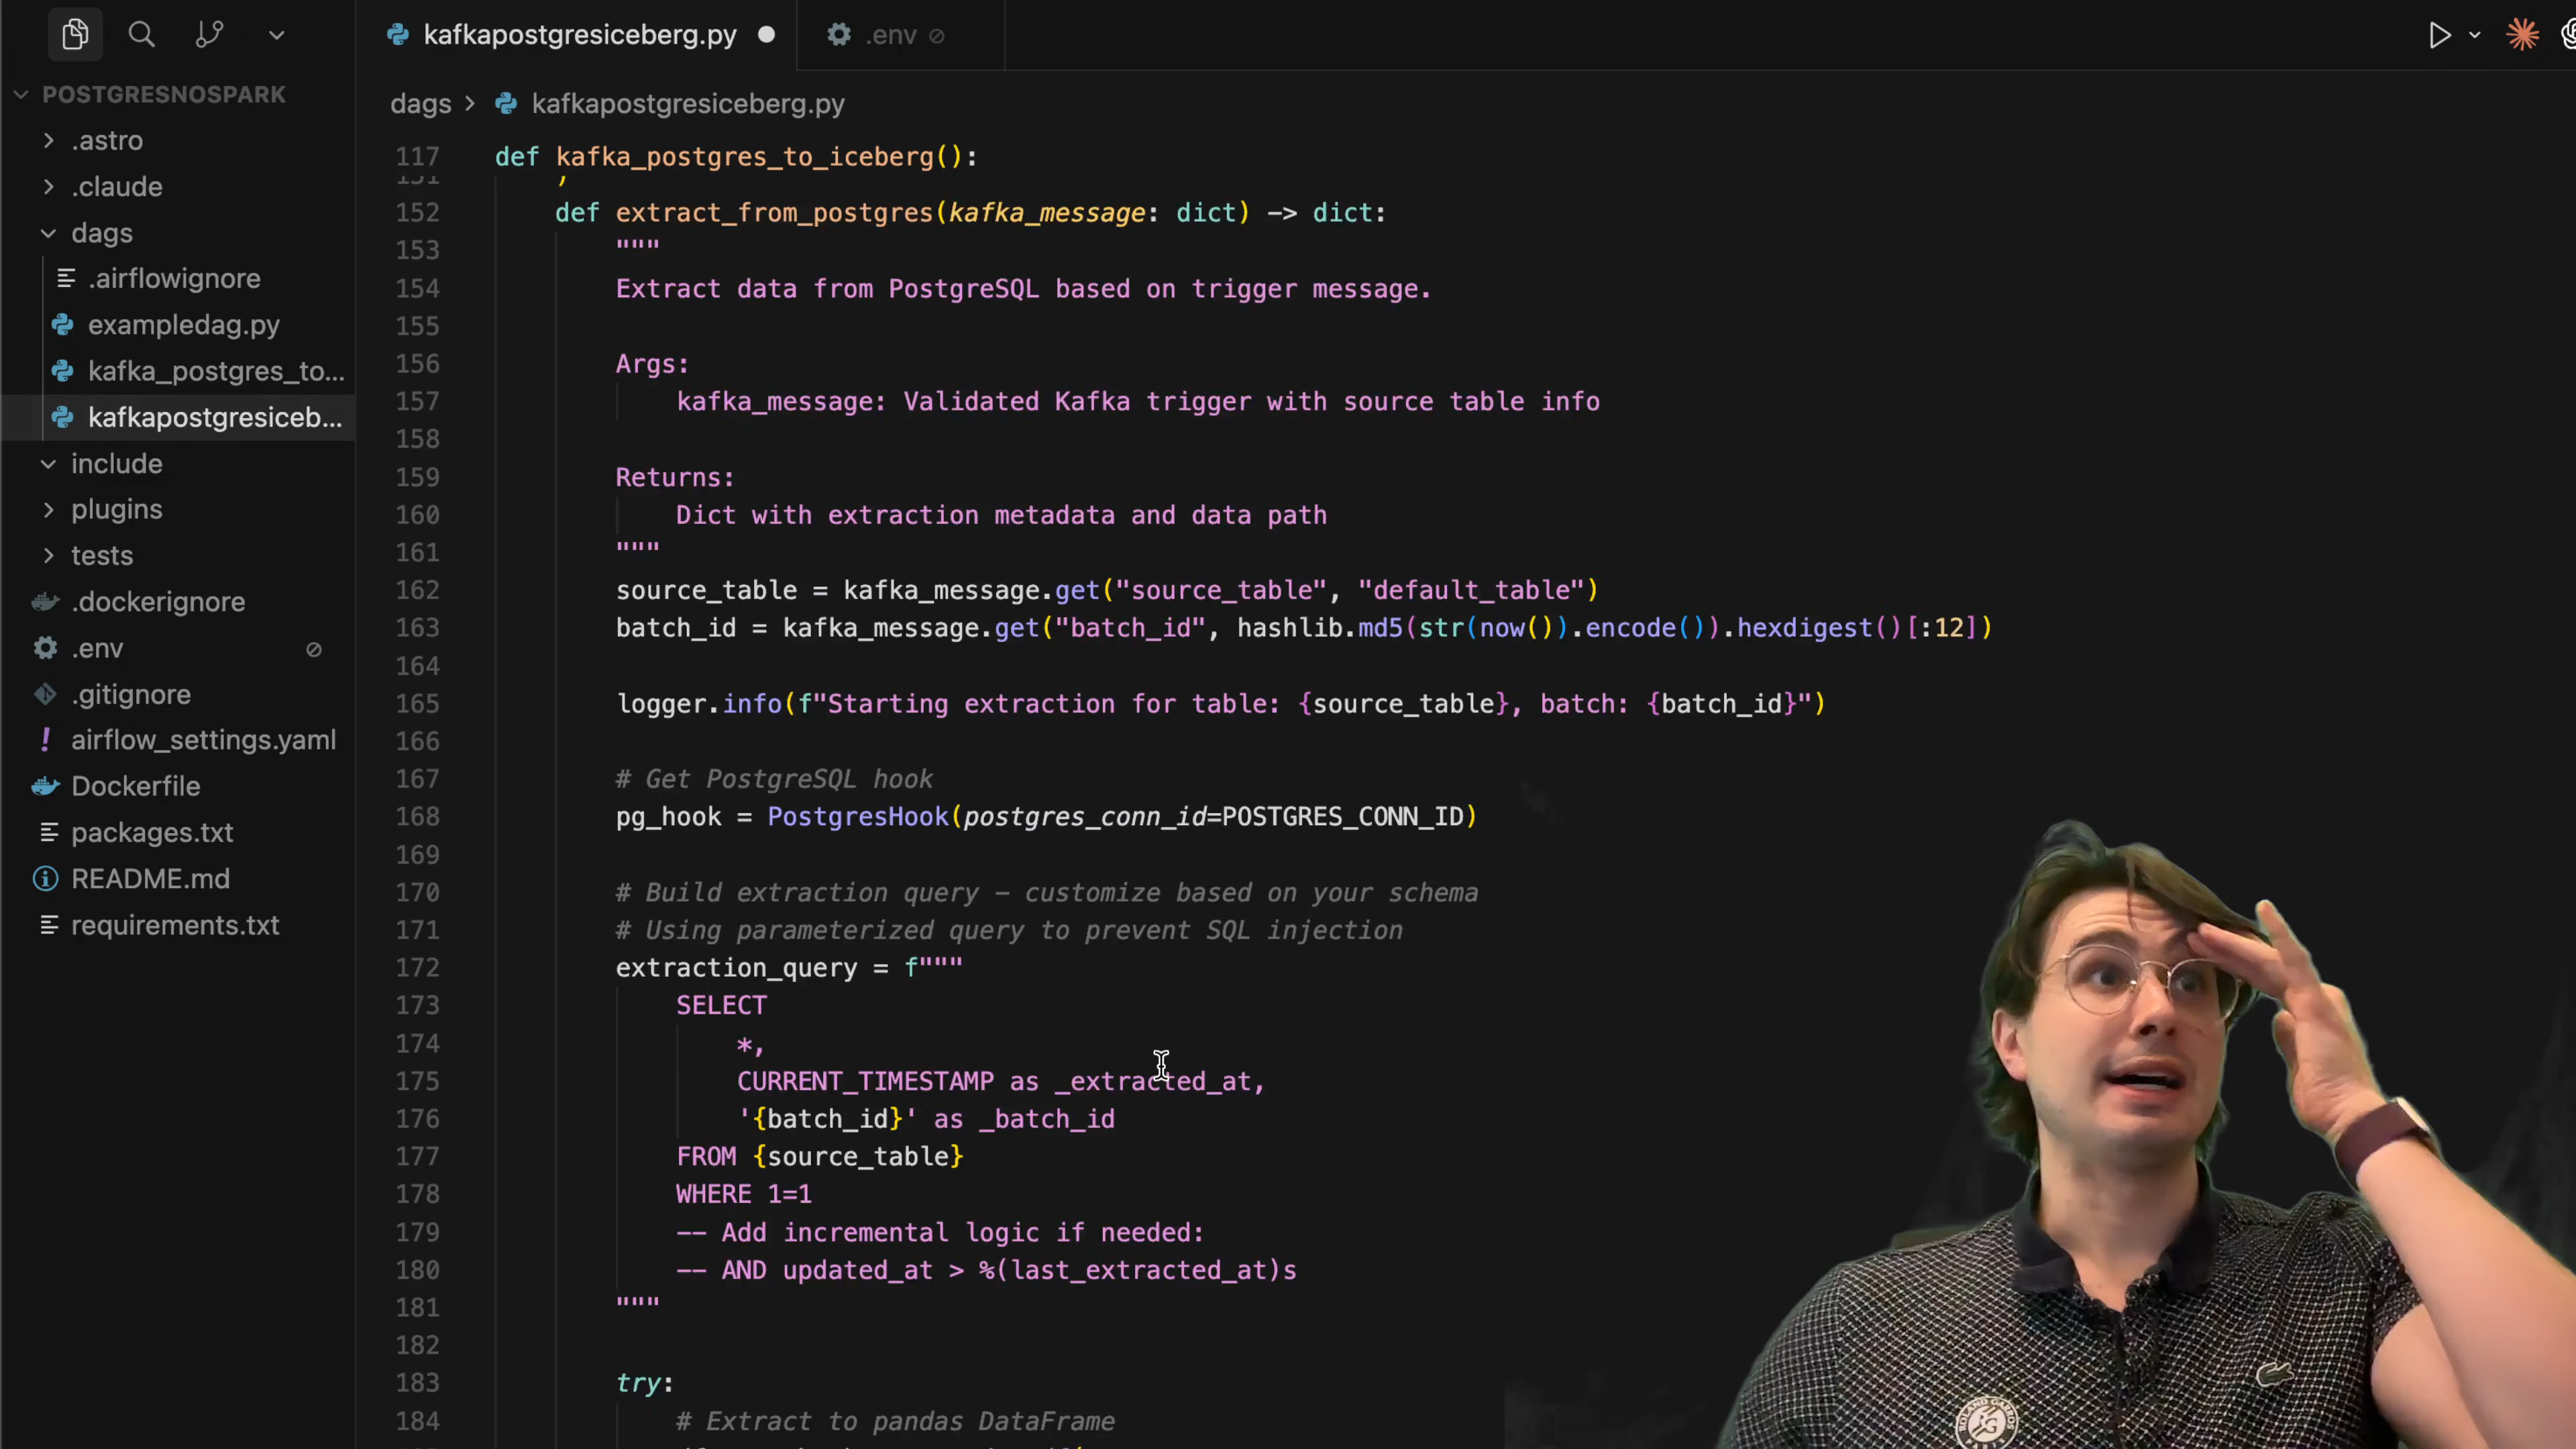 kafkapostgresiceberg.py
.env
POSTGRESNOSPARK
.astro
.claude
dags
.airflowignore
exampledag.py
kafka_postgres_to...
kafkapostgresiceb...
include
plugins
tests
.dockerignore
.env
.gitignore
airflow_settings.yaml
Dockerfile
packages.txt
README.md
requirements.txt
dags > kafkapostgresiceberg.py
117 def kafka_postgres_to_iceberg():
151 )
152 def extract_from_postgres(kafka_message: dict) -> dict:
153 """
154 Extract data from PostgreSQL based on trigger message.
155
156 Args:
157 kafka_message: Validated Kafka trigger with source table info
158
159 Returns:
160 Dict with extraction metadata and data path
161 """
162 source_table = kafka_message.get("source_table", "default_table")
163 batch_id = kafka_message.get("batch_id", hashlib.md5(str(now()).encode()).hexdigest()[:12])
164
165 logger.info(f"Starting extraction for table: {source_table}, batch: {batch_id}")
166
167 # Get PostgreSQL hook
168 pg_hook = PostgresHook(postgres_conn_id=POSTGRES_CONN_ID)
169
170 # Build extraction query – customize based on your schema
171 # Using parameterized query to prevent SQL injection
172 extraction_query = f"""
173 SELECT
174 *,
175 CURRENT_TIMESTAMP as _extracted_at,
176 '{batch_id}' as _batch_id
177 FROM {source_table}
178 WHERE 1=1
179 -- Add incremental logic if needed:
180 -- AND updated_at > %(last_extracted_at)s
181 """
182
183 try:
184 # Extract to pandas DataFrame
ROLAND GARROS
PARIS